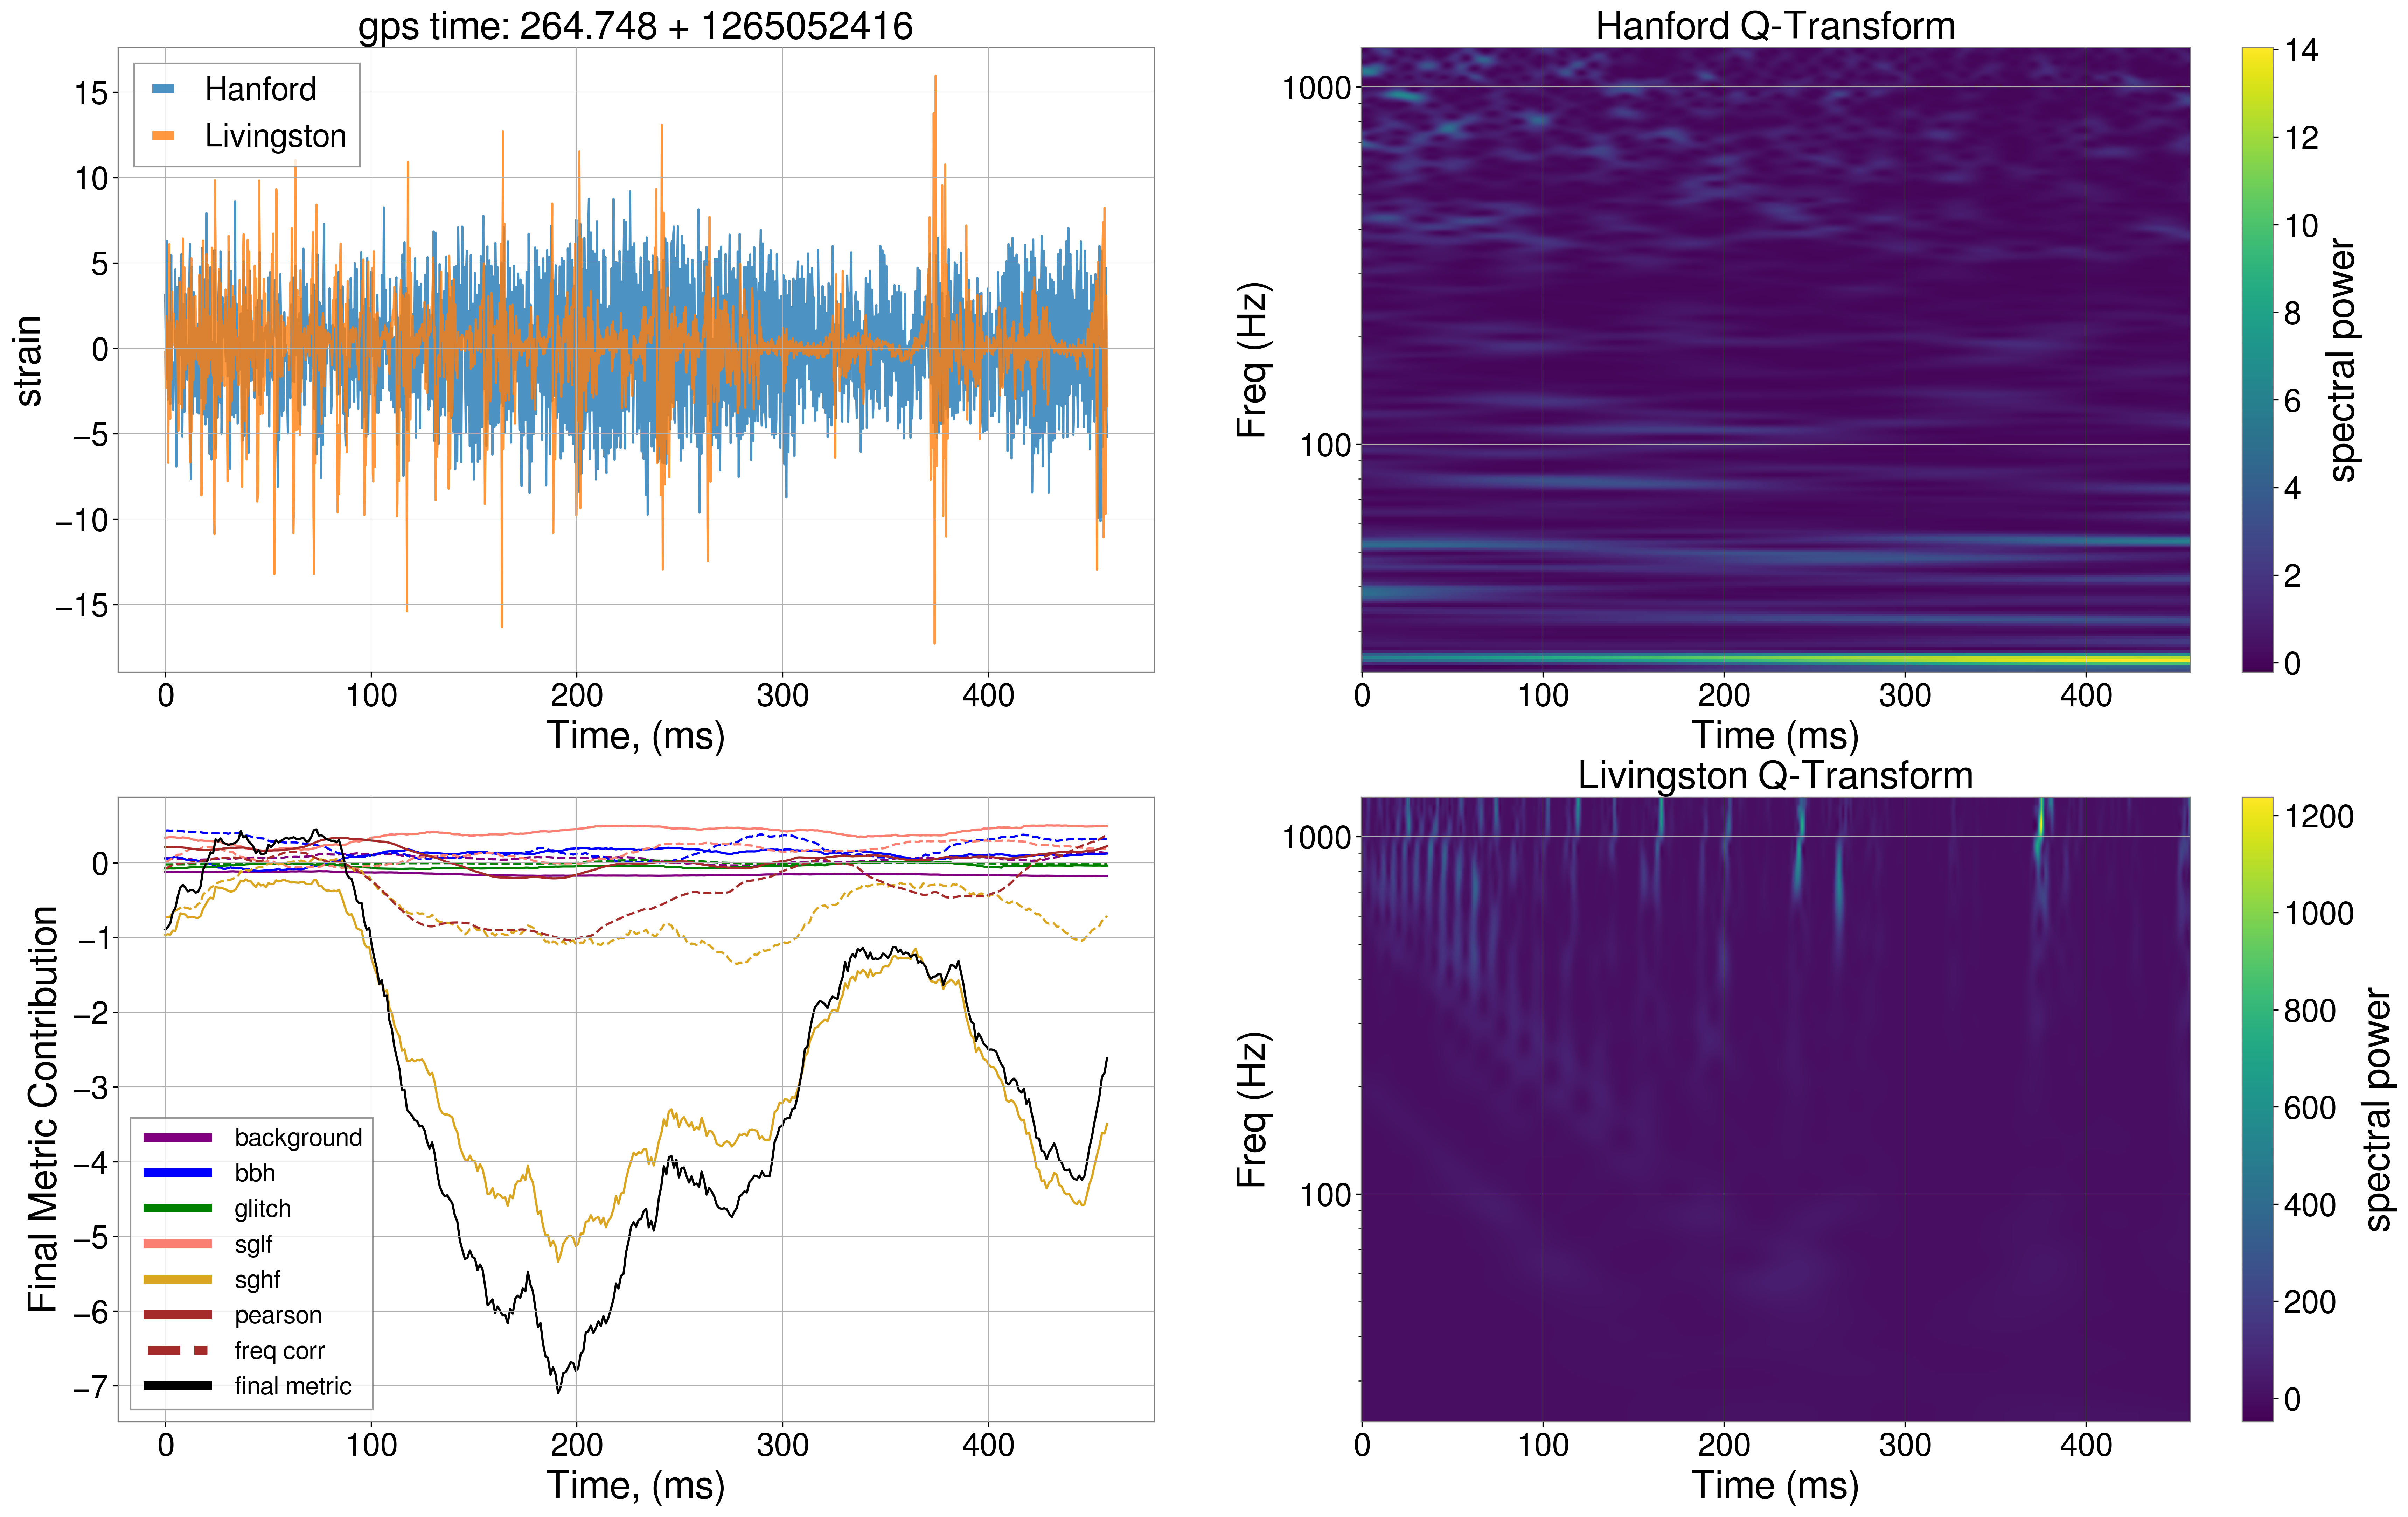 gps time: 264.748 + 1265052416
Hanford
Livingston
strain
15
10
5
0
−5
−10
−15
0 100 200 300 400
Time, (ms)
Hanford Q-Transform
Freq (Hz)
1000
100
0 100 200 300 400
Time (ms)
14
12
10
8
6
4
2
0
spectral power
Final Metric Contribution
0
−1
−2
−3
−4
−5
−6
−7
background
bbh
glitch
sglf
sghf
pearson
freq corr
final metric
0 100 200 300 400
Time, (ms)
Livingston Q-Transform
Freq (Hz)
1000
100
0 100 200 300 400
Time (ms)
1200
1000
800
600
400
200
0
spectral power